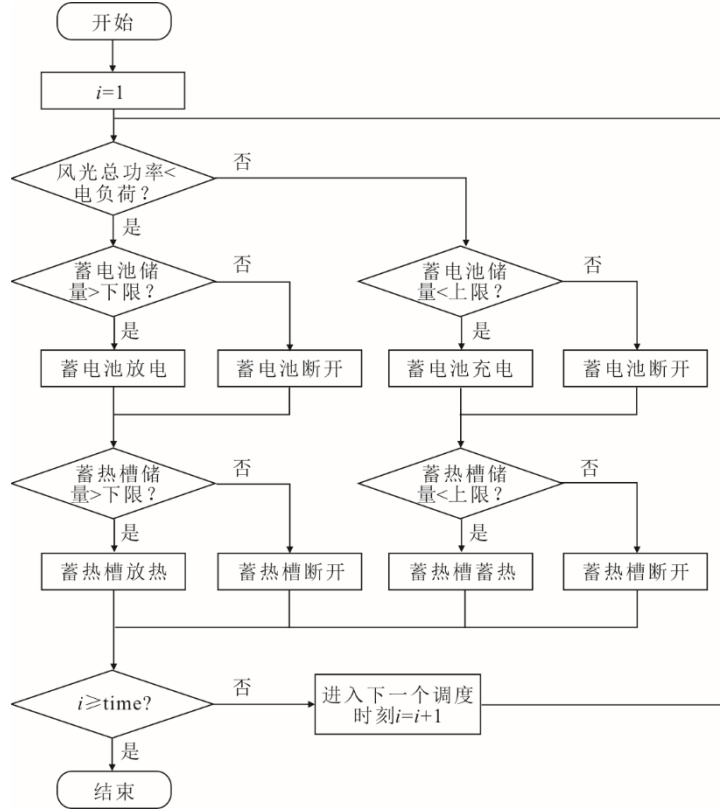 开始
i=1
风光总功率<
电负荷？
否
是
蓄电池储
量>下限？
否
是
蓄电池储
量<上限？
否
是
蓄电池放电
蓄电池断开
蓄电池充电
蓄电池断开
蓄热槽储
量>下限？
否
是
蓄热槽储
量<上限？
否
是
蓄热槽放热
蓄热槽断开
蓄热槽蓄热
蓄热槽断开
i≥time?
否
是
进入下一个调度
时刻i=i+1
结束